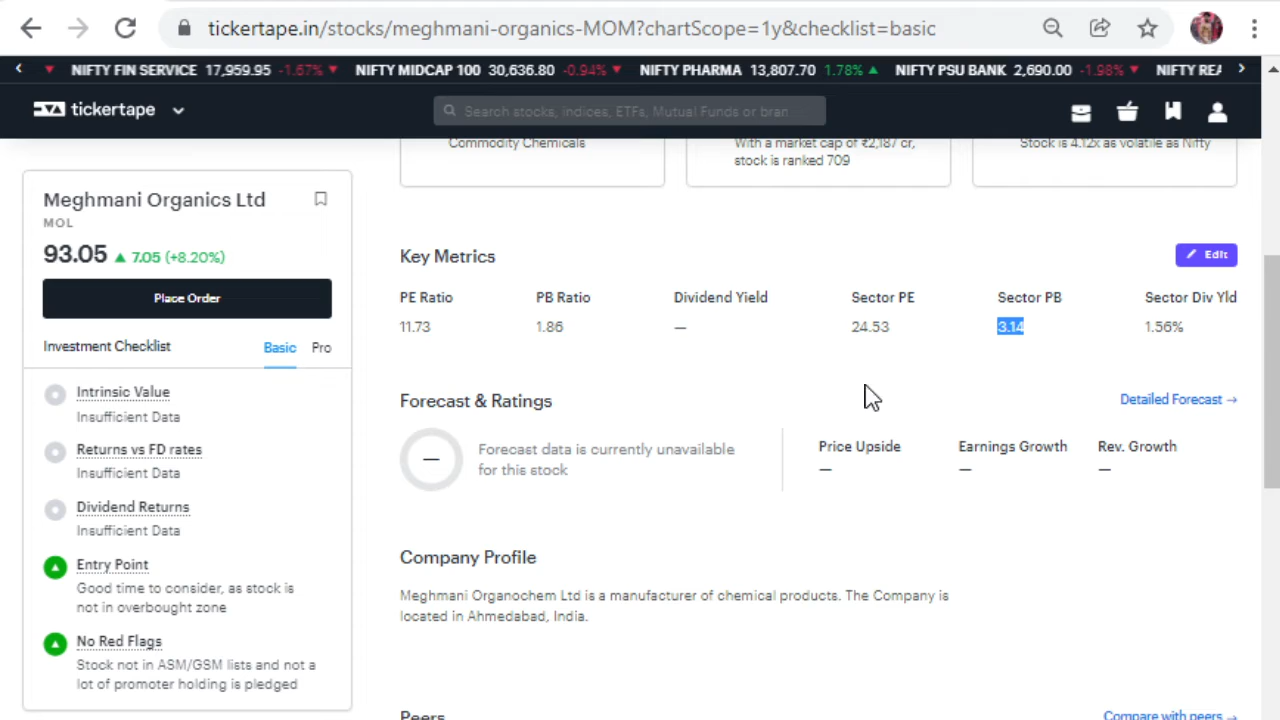 tickertape.in/stocks/meghmani-organics-MOM?chartScope=1y&checklist=basic
NIFTY FIN SERVICE 17,959.95 -1.67% ▼ NIFTY MIDCAP 100 30,636.80 -0.94% ▼ NIFTY PHARMA 13,807.70 1.78% ▲ NIFTY PSU BANK 2,690.00 -1.98% ▼ NIFTY REA
tickertape
Search stocks, indices, ETFs, Mutual Funds or bran
Commodity Chemicals
With a market cap of ₹2,187 cr,
stock is ranked 709
Stock is 4.12x as volatile as Nifty
Meghmani Organics Ltd
MOL
93.05 ▲ 7.05 (+8.20%)
Place Order
Investment Checklist Basic Pro
Intrinsic Value
Insufficient Data
Returns vs FD rates
Insufficient Data
Dividend Returns
Insufficient Data
Entry Point
Good time to consider, as stock is
not in overbought zone
No Red Flags
Stock not in ASM/GSM lists and not a
lot of promoter holding is pledged
Key Metrics
Edit
PE Ratio PB Ratio Dividend Yield Sector PE Sector PB Sector Div Yld
11.73 1.86 — 24.53 3.14 1.56%
Forecast & Ratings
Detailed Forecast →
—
Forecast data is currently unavailable
for this stock
Price Upside Earnings Growth Rev. Growth
— — —
Company Profile
Meghmani Organochem Ltd is a manufacturer of chemical products. The Company is
located in Ahmedabad, India.
Peers
Compare with peers →